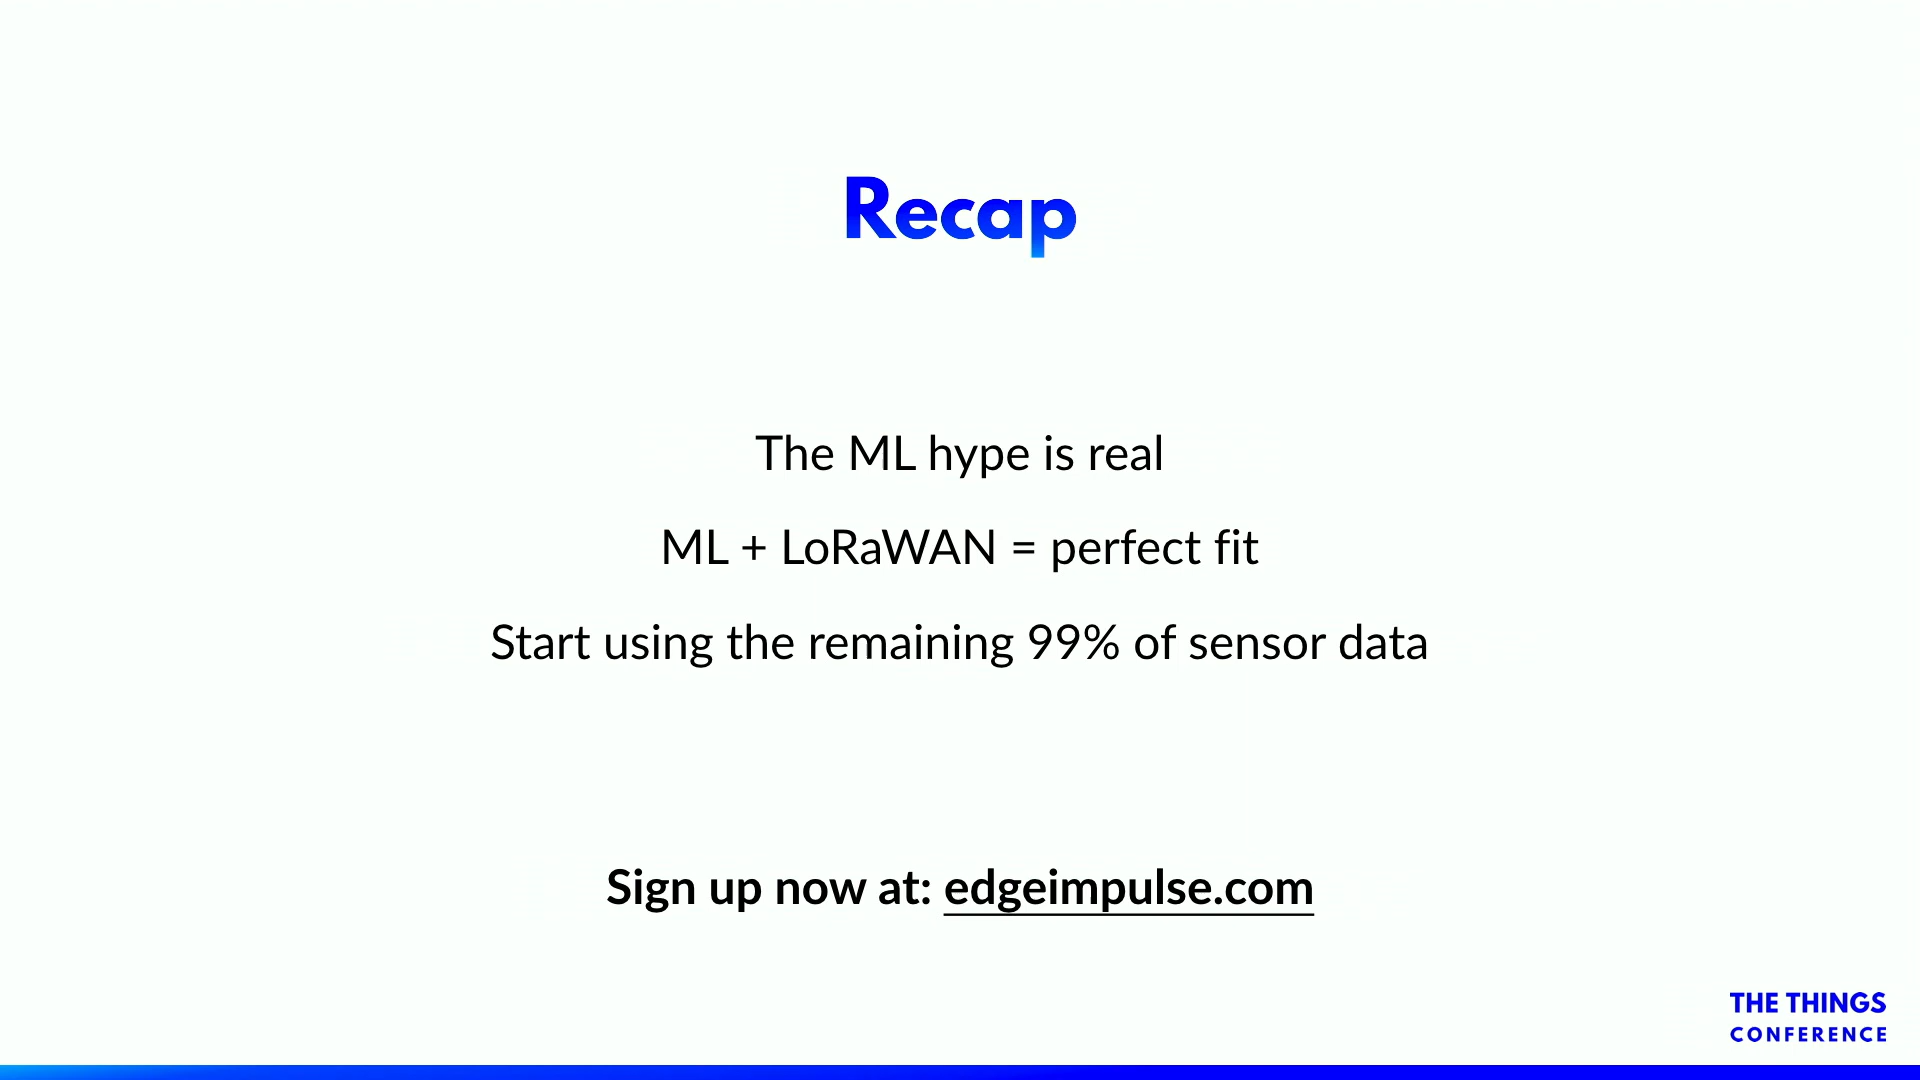 Recap
The ML hype is real
ML + LoRaWAN = perfect fit
Start using the remaining 99% of sensor data
Sign up now at: edgeimpulse.com
THE THINGS
CONFERENCE